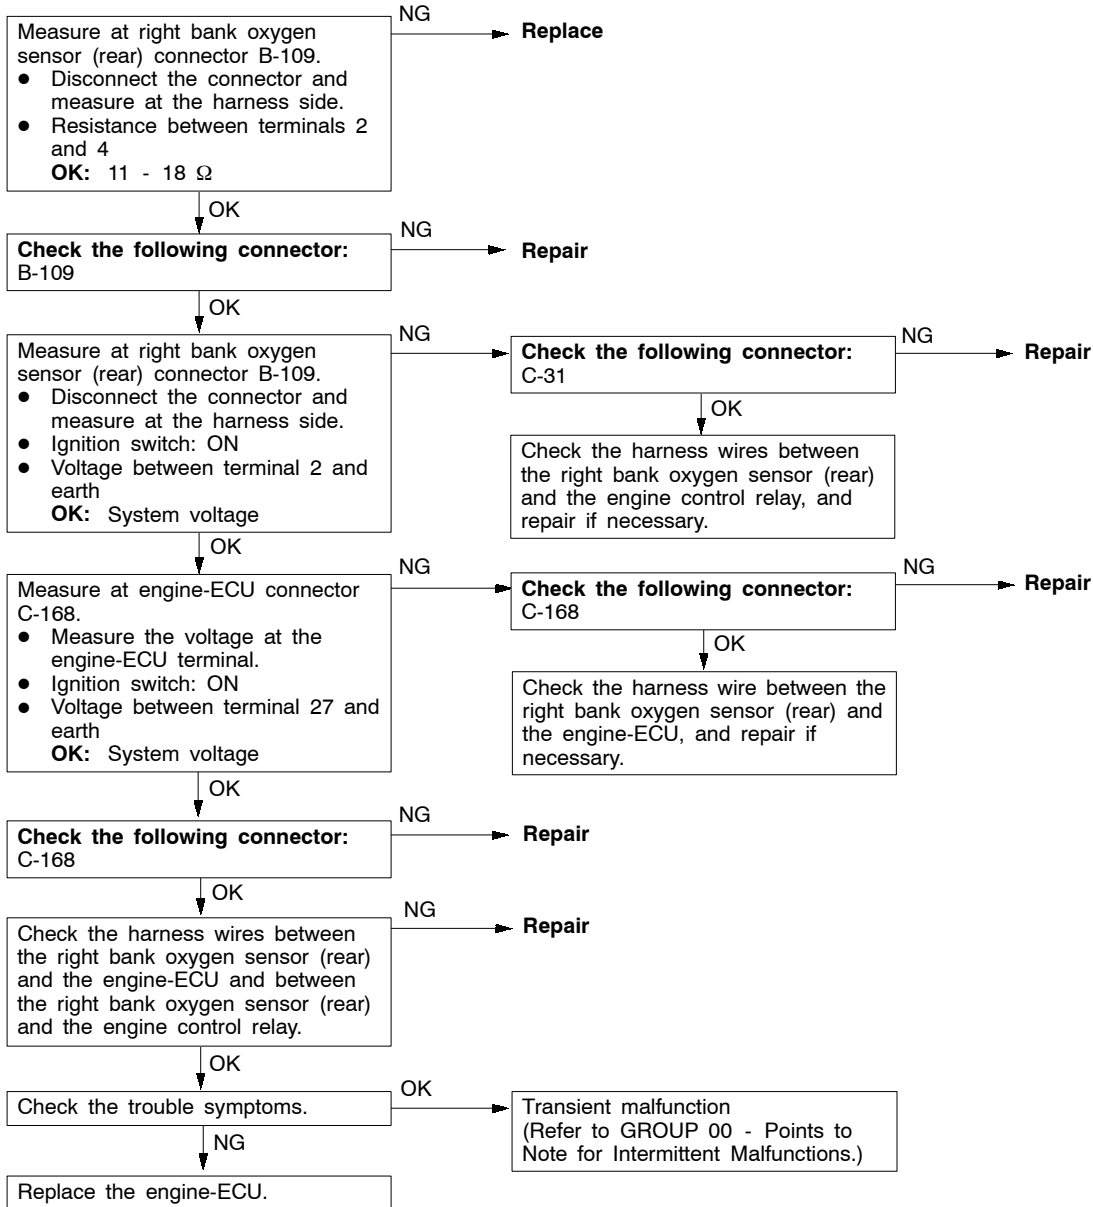 NG
Measure at right bank oxygen
sensor (rear) connector B-109.
● Disconnect the connector and
measure at the harness side.
● Resistance between terminals 2
and 4
OK: 11 - 18 Ω
Replace
OK
Check the following connector:
B-109
NG
Repair
OK
Measure at right bank oxygen
sensor (rear) connector B-109.
● Disconnect the connector and
measure at the harness side.
● Ignition switch: ON
● Voltage between terminal 2 and
earth
OK: System voltage
NG
Check the following connector:
C-31
NG
Repair
OK
Check the harness wires between
the right bank oxygen sensor (rear)
and the engine control relay, and
repair if necessary.
OK
Measure at engine-ECU connector
C-168.
● Measure the voltage at the
engine-ECU terminal.
● Ignition switch: ON
● Voltage between terminal 27 and
earth
OK: System voltage
NG
Check the following connector:
C-168
NG
Repair
OK
Check the harness wire between the
right bank oxygen sensor (rear) and
the engine-ECU, and repair if
necessary.
OK
Check the following connector:
C-168
NG
Repair
OK
Check the harness wires between
the right bank oxygen sensor (rear)
and the engine-ECU and between
the right bank oxygen sensor (rear)
and the engine control relay.
NG
Repair
OK
Check the trouble symptoms.
OK
Transient malfunction
(Refer to GROUP 00 - Points to
Note for Intermittent Malfunctions.)
NG
Replace the engine-ECU.